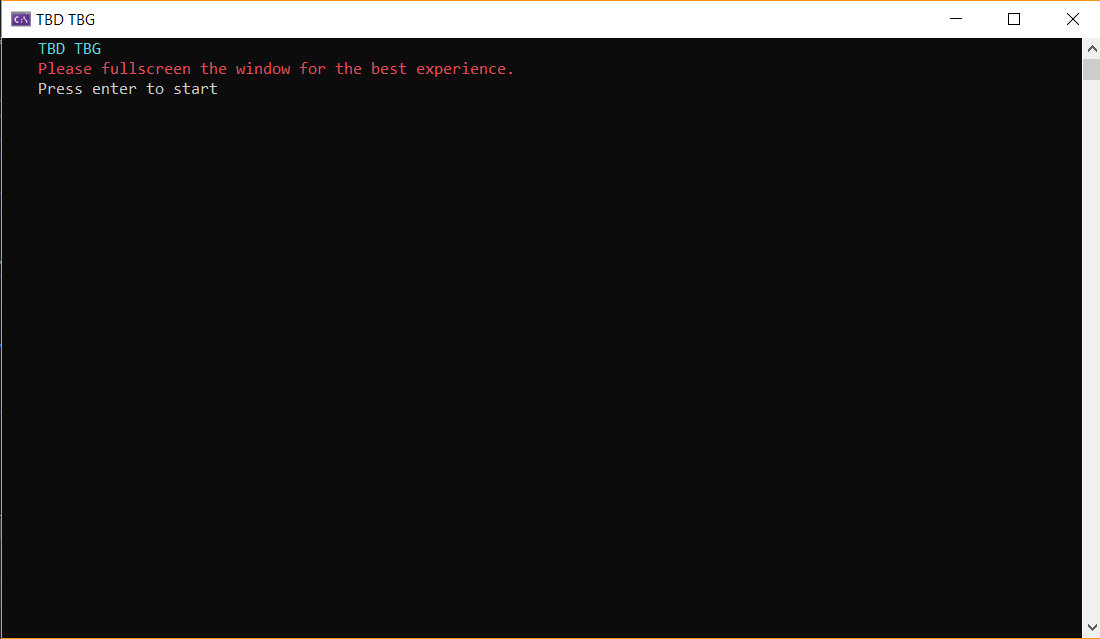 TBD TBG
TBD TBG
Please fullscreen the window for the best experience.
Press enter to start